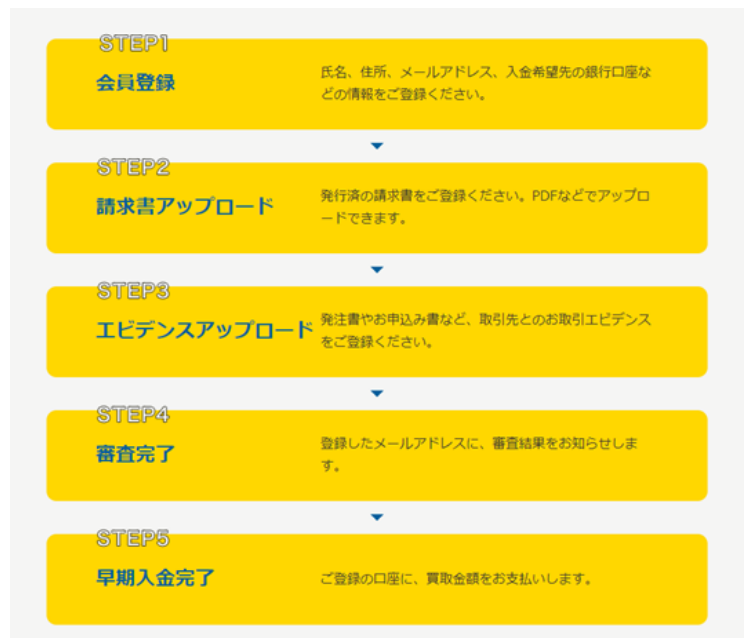 STEP1
会員登録
氏名、住所、メールアドレス、入金希望先の銀行口座な
どの情報をご登録ください。
STEP2
請求書アップロード
発行済の請求書をご登録ください。PDFなどでアップロ
ードできます。
STEP3
エビデンスアップロード
発注書やお申込み書など、取引先とのお取引エビデンス
をご登録ください。
STEP4
審査完了
登録したメールアドレスに、審査結果をお知らせしま
す。
STEP5
早期入金完了
ご登録の口座に、買取金額をお支払いします。